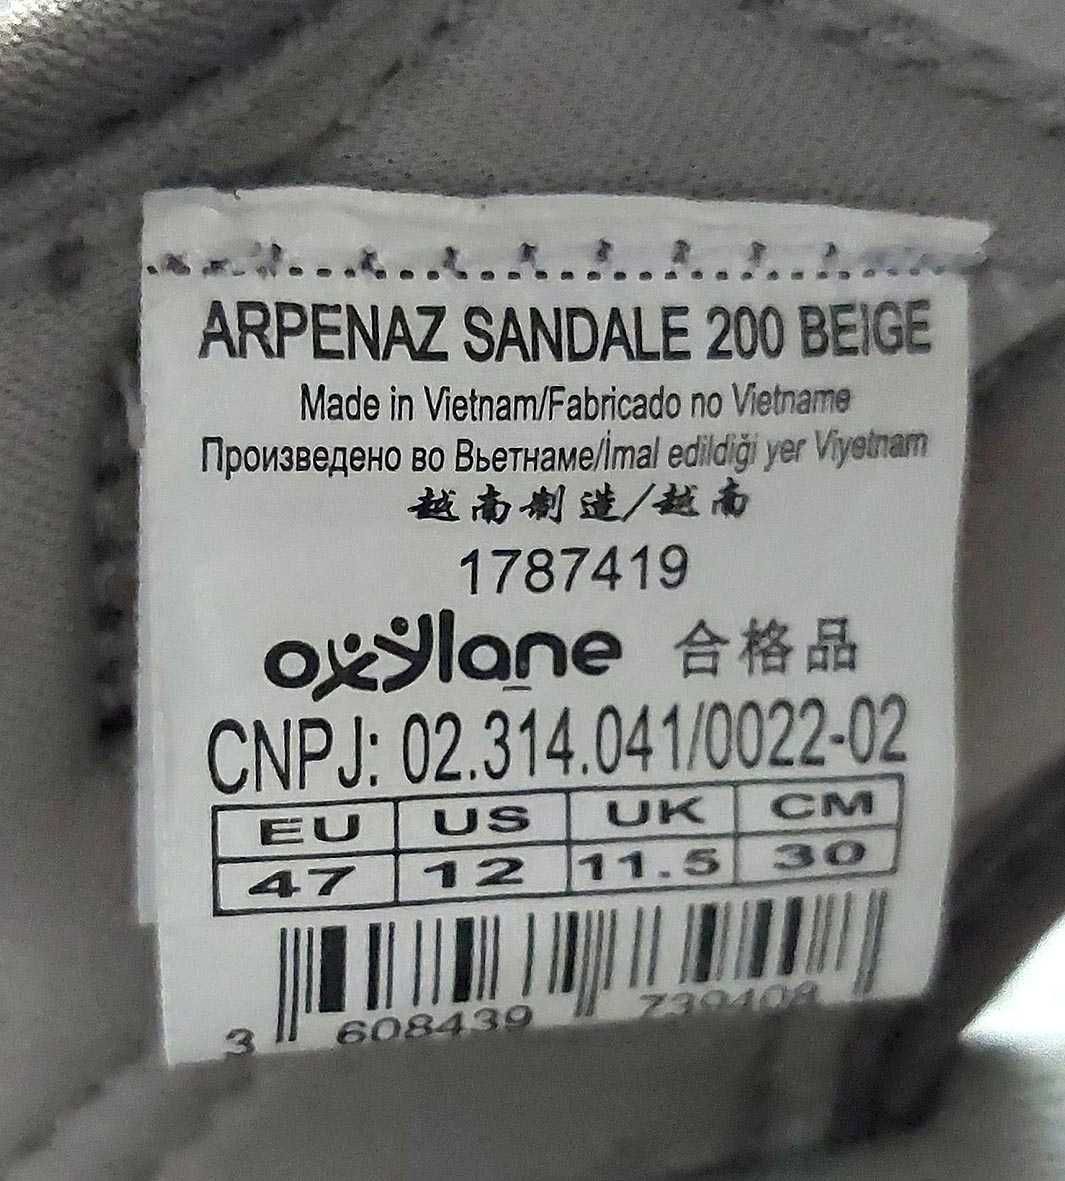 ARPENAZ SANDALE 200 BEIGE
Made in Vietnam/Fabricado no Vietname
Произведено во Вьетнаме/İmal edildiği yer Viyetnam
越南制造/越南
1787419
oxylane 合格品
CNPJ: 02.314.041/0022-02
EU US UK CM
47 12 11.5 30
3 608439 739408